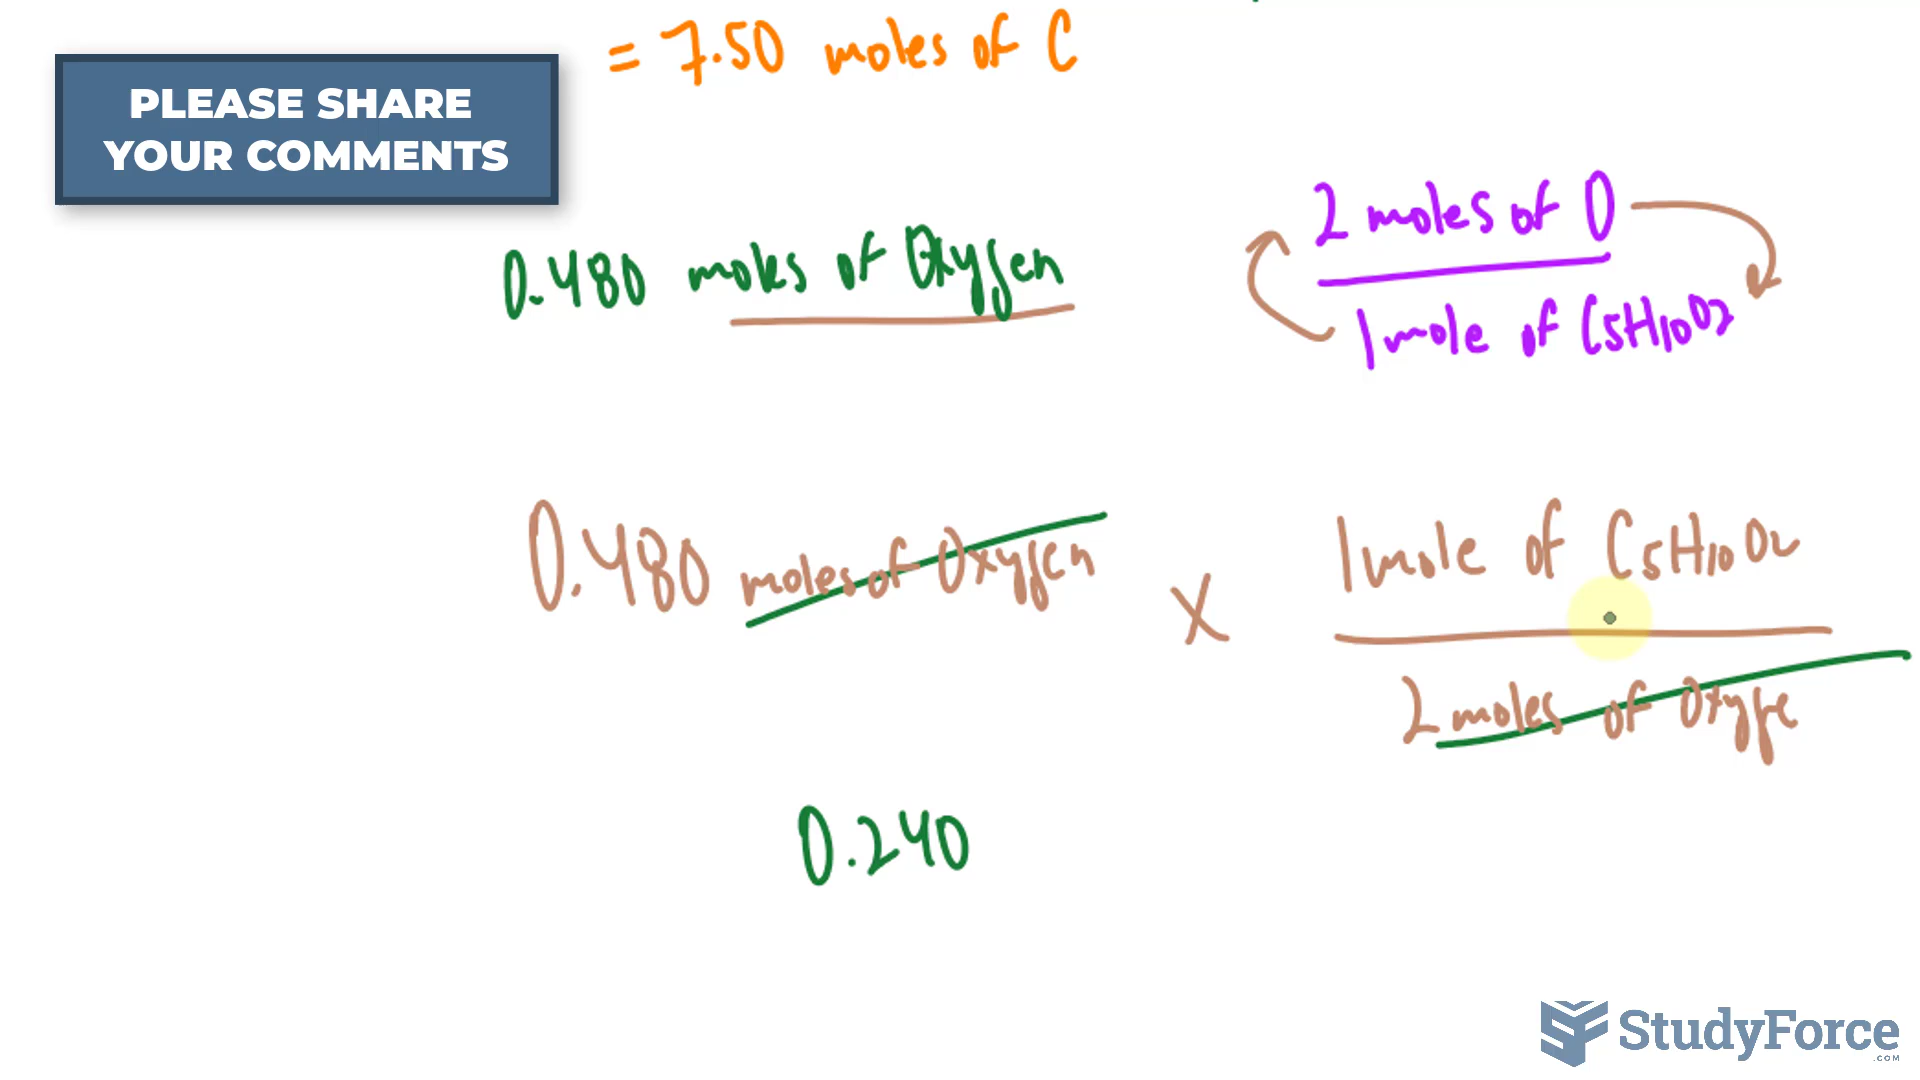 = 7.50 moles of C
PLEASE SHARE
YOUR COMMENTS
0.480 moles of Oxygen
2 moles of O
1 mole of C5H10O2
0.480 moles of Oxygen X
1 mole of C5H10O2
2 moles of Oxyge
0.240
StudyForce
.COM